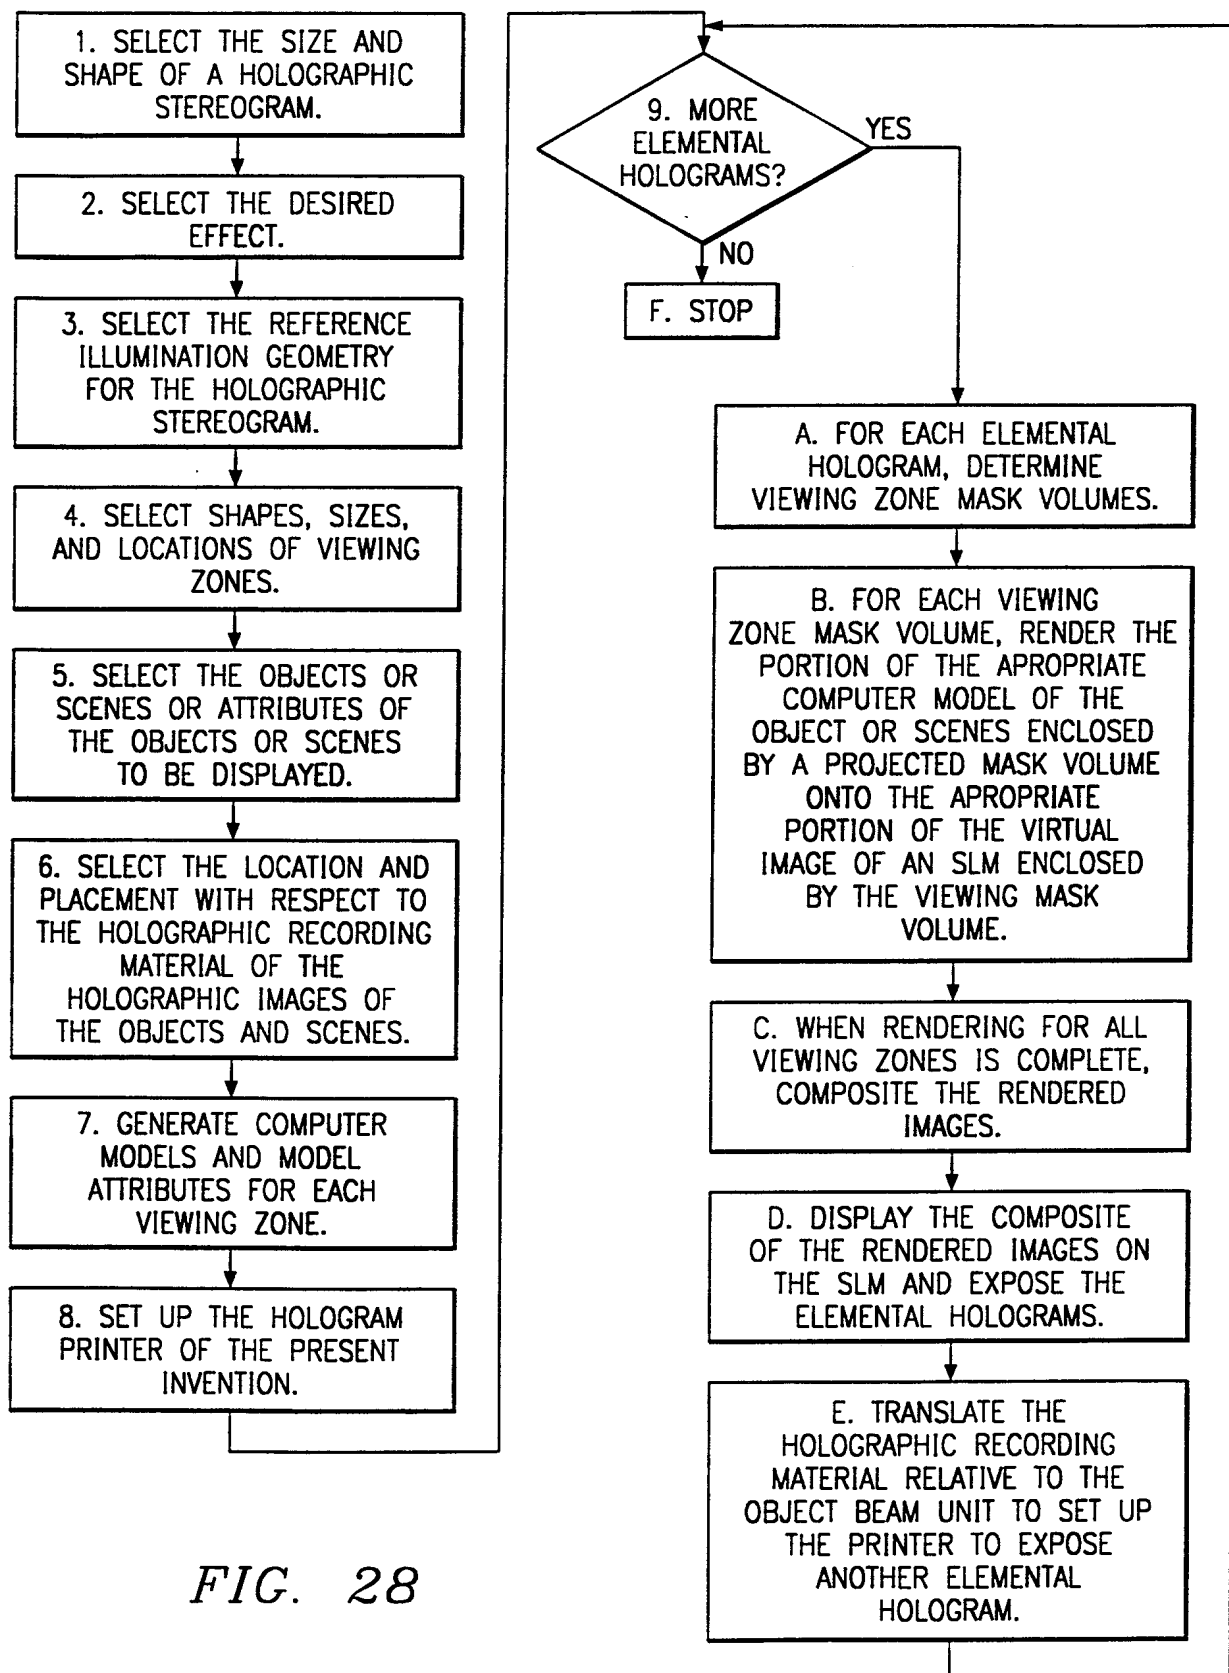 1. SELECT THE SIZE AND
SHAPE OF A HOLOGRAPHIC
STEREOGRAM.
2. SELECT THE DESIRED
EFFECT.
3. SELECT THE REFERENCE
ILLUMINATION GEOMETRY
FOR THE HOLOGRAPHIC
STEREOGRAM.
4. SELECT SHAPES, SIZES,
AND LOCATIONS OF VIEWING
ZONES.
5. SELECT THE OBJECTS OR
SCENES OR ATTRIBUTES OF
THE OBJECTS OR SCENES
TO BE DISPLAYED.
6. SELECT THE LOCATION AND
PLACEMENT WITH RESPECT TO
THE HOLOGRAPHIC RECORDING
MATERIAL OF THE
HOLOGRAPHIC IMAGES OF
THE OBJECTS AND SCENES.
7. GENERATE COMPUTER
MODELS AND MODEL
ATTRIBUTES FOR EACH
VIEWING ZONE.
8. SET UP THE HOLOGRAM
PRINTER OF THE PRESENT
INVENTION.
9. MORE
ELEMENTAL
HOLOGRAMS?
YES
NO
F. STOP
A. FOR EACH ELEMENTAL
HOLOGRAM, DETERMINE
VIEWING ZONE MASK VOLUMES.
B. FOR EACH VIEWING
ZONE MASK VOLUME, RENDER THE
PORTION OF THE APROPRIATE
COMPUTER MODEL OF THE
OBJECT OR SCENES ENCLOSED
BY A PROJECTED MASK VOLUME
ONTO THE APROPRIATE
PORTION OF THE VIRTUAL
IMAGE OF AN SLM ENCLOSED
BY THE VIEWING MASK
VOLUME.
C. WHEN RENDERING FOR ALL
VIEWING ZONES IS COMPLETE,
COMPOSITE THE RENDERED
IMAGES.
D. DISPLAY THE COMPOSITE
OF THE RENDERED IMAGES ON
THE SLM AND EXPOSE THE
ELEMENTAL HOLOGRAMS.
E. TRANSLATE THE
HOLOGRAPHIC RECORDING
MATERIAL RELATIVE TO THE
OBJECT BEAM UNIT TO SET UP
THE PRINTER TO EXPOSE
ANOTHER ELEMENTAL
HOLOGRAM.
FIG. 28